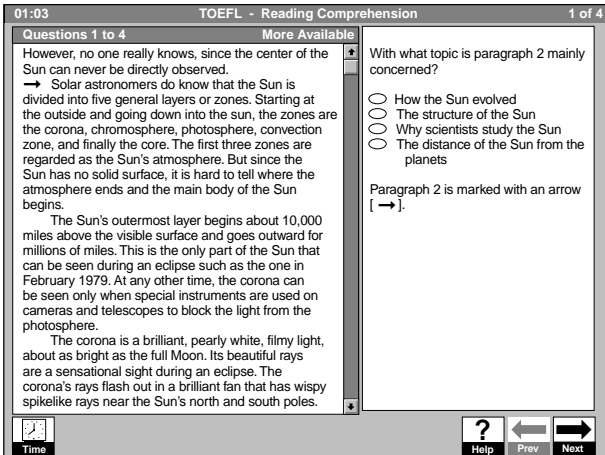 01:03 TOEFL - Reading Comprehension 1 of 4
Questions 1 to 4 More Available
However, no one really knows, since the center of the
Sun can never be directly observed.
→ Solar astronomers do know that the Sun is
divided into five general layers or zones. Starting at
the outside and going down into the sun, the zones are
the corona, chromosphere, photosphere, convection
zone, and finally the core. The first three zones are
regarded as the Sun's atmosphere. But since the
Sun has no solid surface, it is hard to tell where the
atmosphere ends and the main body of the Sun
begins.
The Sun's outermost layer begins about 10,000
miles above the visible surface and goes outward for
millions of miles. This is the only part of the Sun that
can be seen during an eclipse such as the one in
February 1979. At any other time, the corona can
be seen only when special instruments are used on
cameras and telescopes to block the light from the
photosphere.
The corona is a brilliant, pearly white, filmy light,
about as bright as the full Moon. Its beautiful rays
are a sensational sight during an eclipse. The
corona's rays flash out in a brilliant fan that has wispy
spikelike rays near the Sun's north and south poles.
With what topic is paragraph 2 mainly
concerned?
How the Sun evolved
The structure of the Sun
Why scientists study the Sun
The distance of the Sun from the
planets
Paragraph 2 is marked with an arrow
[ → ].
Time
? Help
Prev
Next